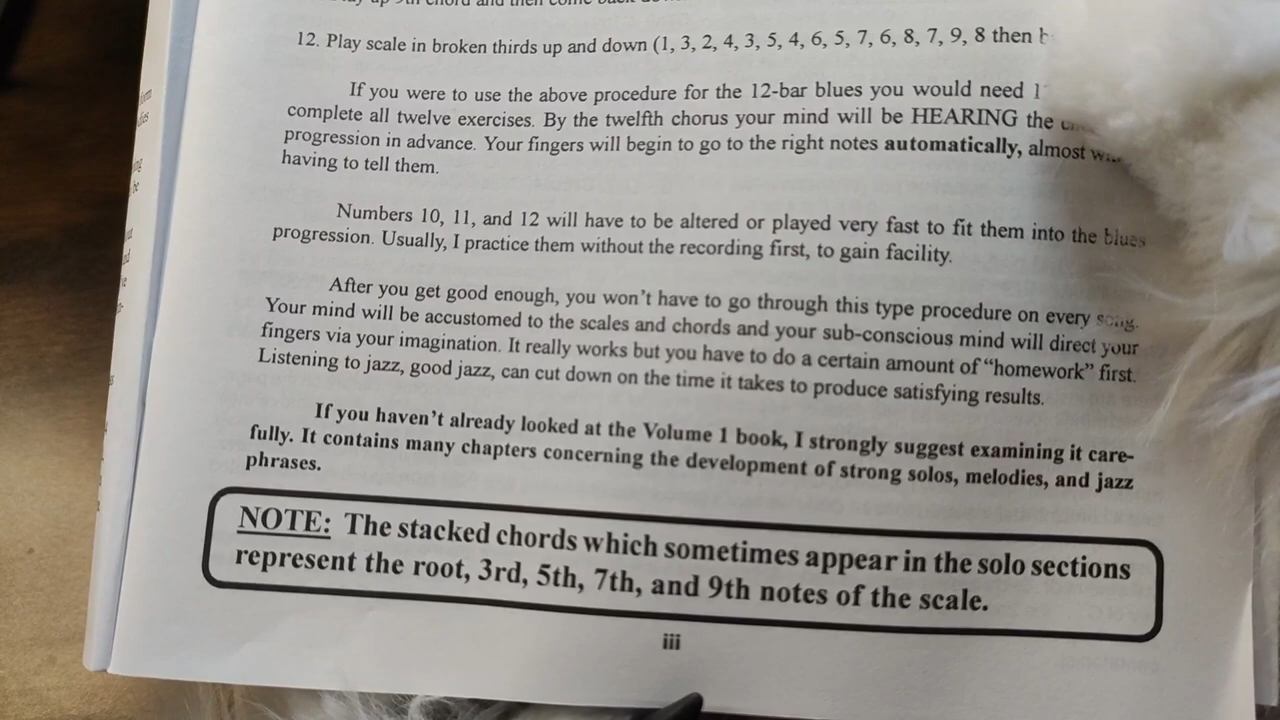 up 9th chord and then come back
12. Play scale in broken thirds up and down (1, 3, 2, 4, 3, 5, 4, 6, 5, 7, 6, 8, 7, 9, 8 then
If you were to use the above procedure for the 12-bar blues you would need
complete all twelve exercises. By the twelfth chorus your mind will be HEARING the
progression in advance. Your fingers will begin to go to the right notes automatically, almost
having to tell them.
Numbers 10, 11, and 12 will have to be altered or played very fast to fit them into the blues
progression. Usually, I practice them without the recording first, to gain facility.
After you get good enough, you won't have to go through this type procedure on every song.
Your mind will be accustomed to the scales and chords and your sub-conscious mind will direct your
fingers via your imagination. It really works but you have to do a certain amount of “homework” first.
Listening to jazz, good jazz, can cut down on the time it takes to produce satisfying results.
If you haven't already looked at the Volume 1 book, I strongly suggest examining it care-
fully. It contains many chapters concerning the development of strong solos, melodies, and jazz
phrases.
NOTE: The stacked chords which sometimes appear in the solo sections
represent the root, 3rd, 5th, 7th, and 9th notes of the scale.
iii